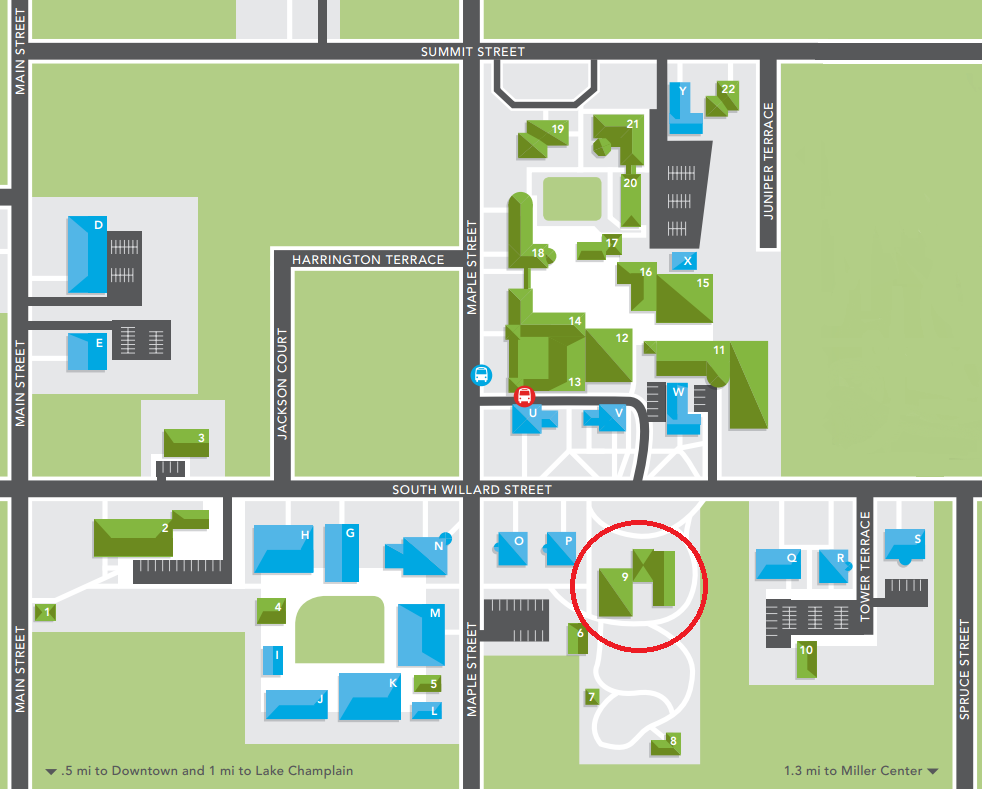 MAIN STREET
SUMMIT STREET
Y
22
19
21
JUNIPER TERRACE
20
D
MAPLE STREET
17
18
X
HARRINGTON TERRACE
16
15
14
12
E
MAIN STREET
JACKSON COURT
11
13
W
U
V
3
SOUTH WILLARD STREET
2
H
G
N
O
P
TOWER TERRACE
S
Q
R
9
1
4
M
6
MAIN STREET
MAPLE STREET
SPRUCE STREET
I
10
K
5
J
L
7
8
.5 mi to Downtown and 1 mi to Lake Champlain
1.3 mi to Miller Center